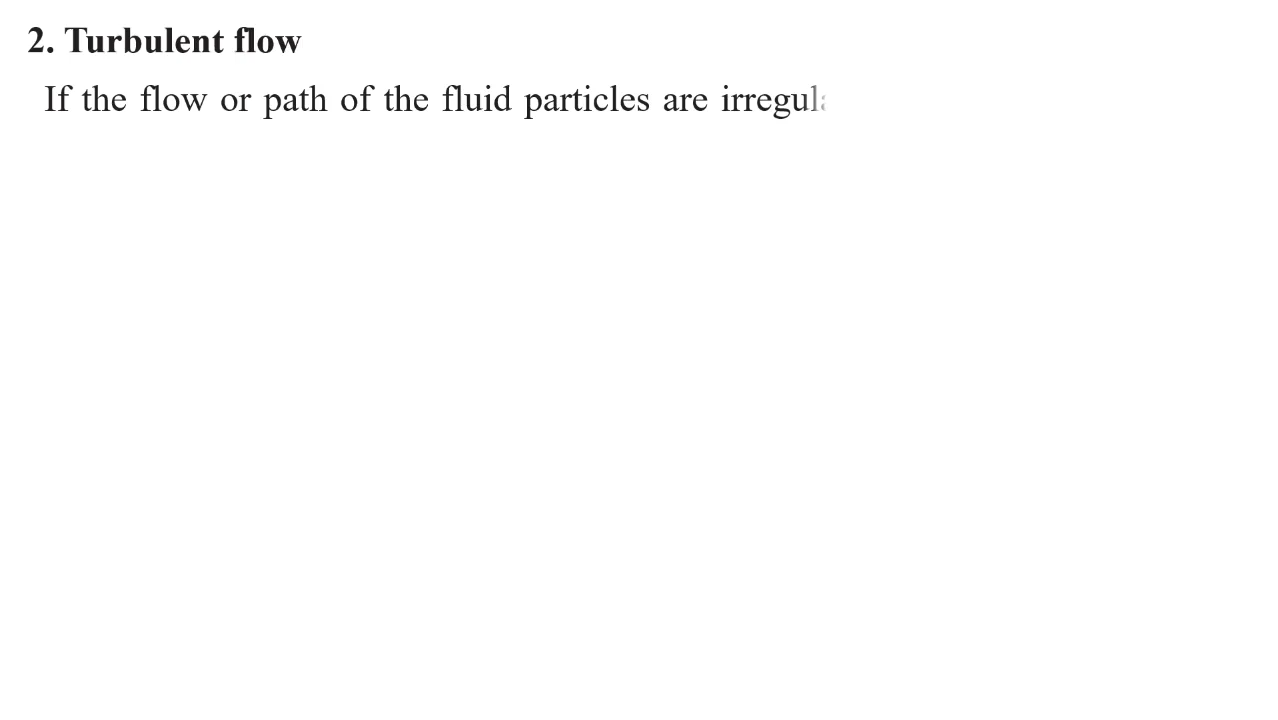 2. Turbulent flow
If the flow or path of the fluid particles are